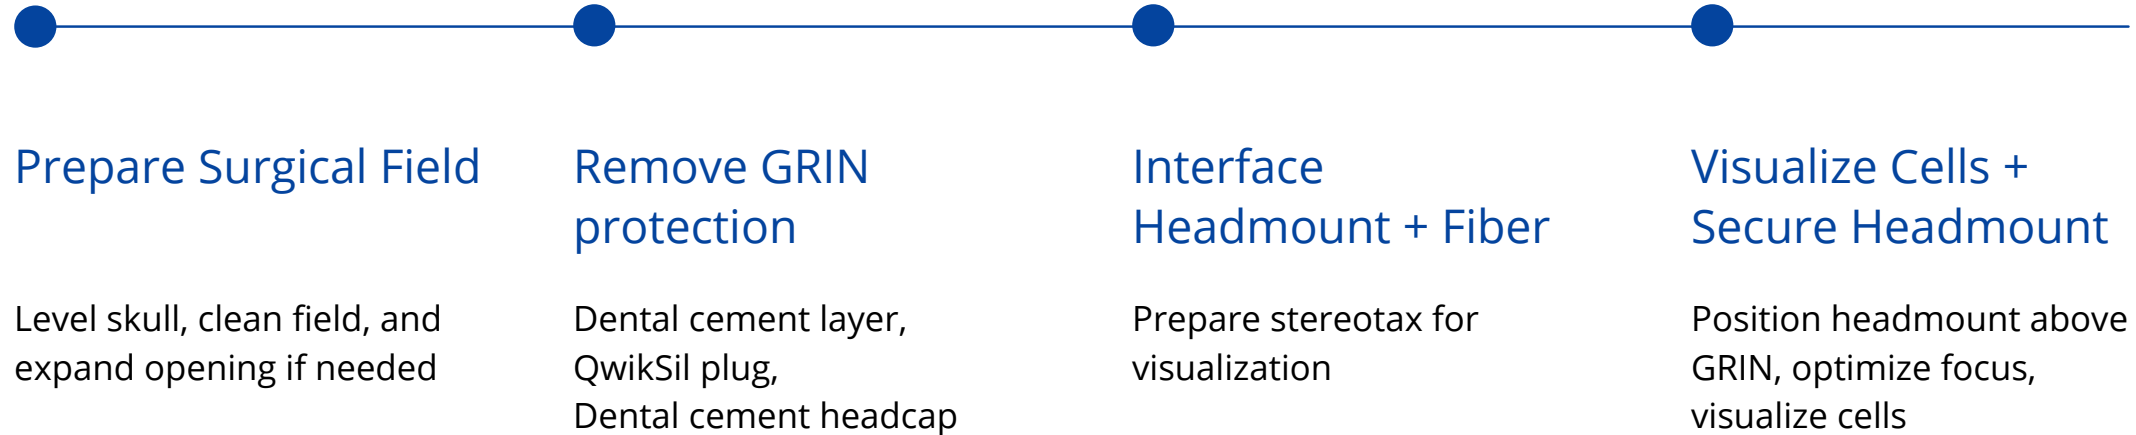 Prepare Surgical Field
Level skull, clean field, and
expand opening if needed
Remove GRIN
protection
Dental cement layer,
QwikSil plug,
Dental cement headcap
Interface
Headmount + Fiber
Prepare stereotax for
visualization
Visualize Cells +
Secure Headmount
Position headmount above
GRIN, optimize focus,
visualize cells